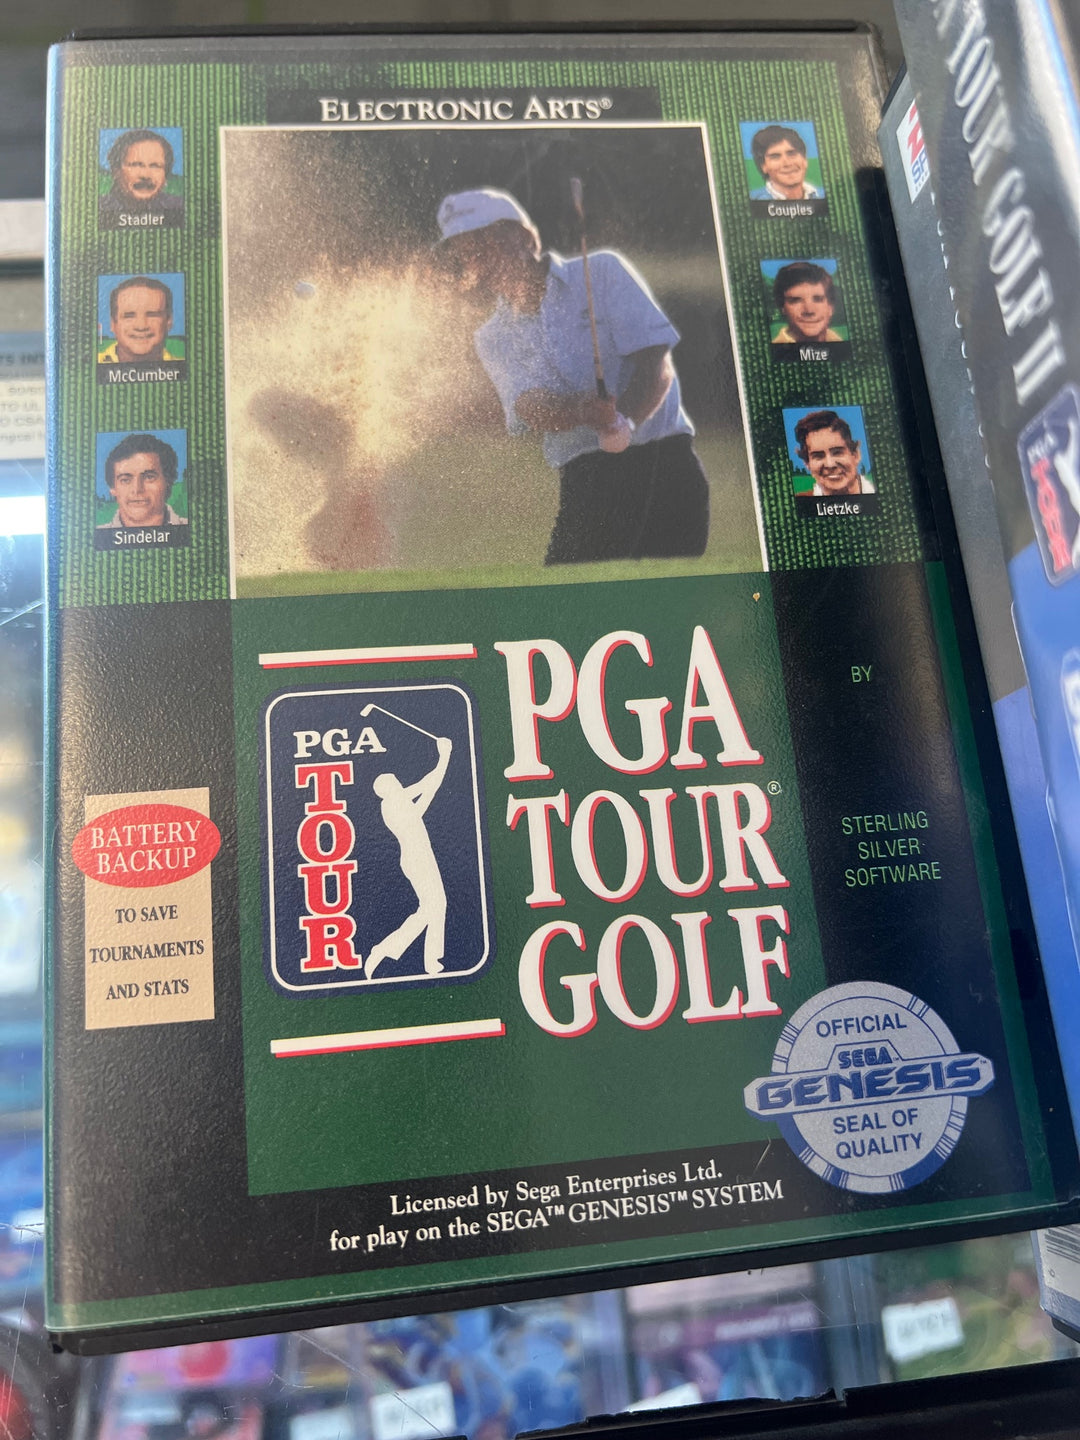 ELECTRONIC ARTS®
Stadler
McCumber
Sindelar
Couples
Mize
Lietzke
PGA
TOUR
PGA
TOUR®
GOLF
BY
STERLING
SILVER
SOFTWARE
BATTERY
BACKUP
TO SAVE
TOURNAMENTS
AND STATS
OFFICIAL
SEGA™
GENESIS™
SEAL OF
QUALITY
Licensed by Sega Enterprises Ltd.
for play on the SEGA™ GENESIS™ SYSTEM
TOUR GOLF II